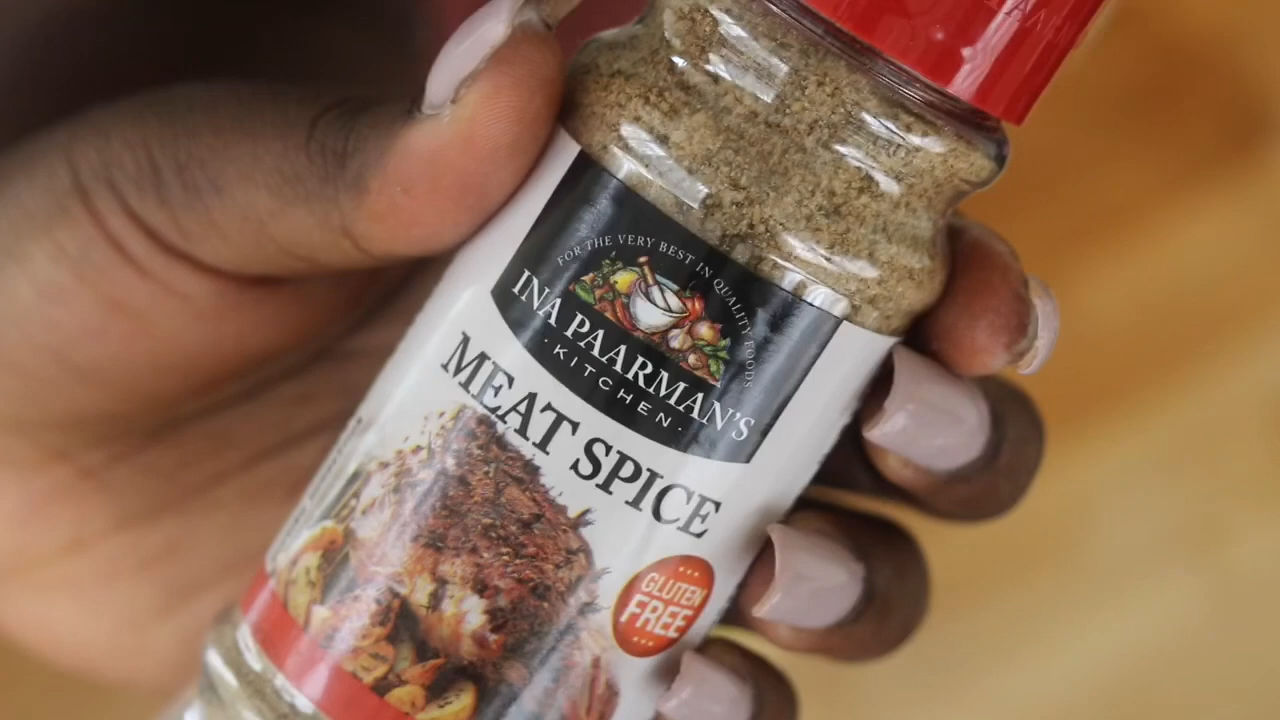 FOR THE VERY BEST IN QUALITY FOODS
INA PAARMAN'S
· KITCHEN ·
MEAT SPICE
GLUTEN
FREE